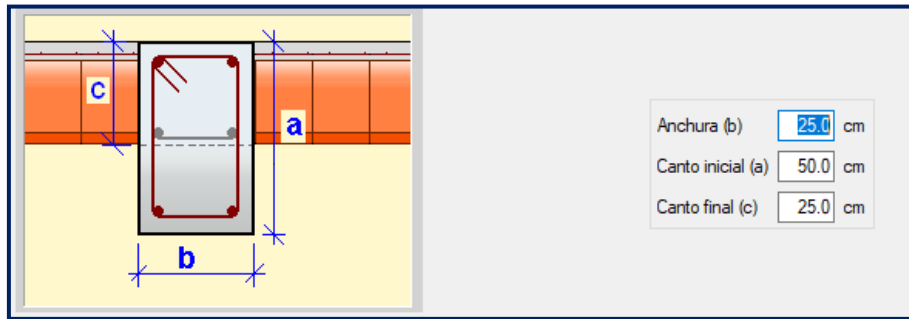 c
a
b
Anchura (b) 25.0 cm
Canto inicial (a) 50.0 cm
Canto final (c) 25.0 cm